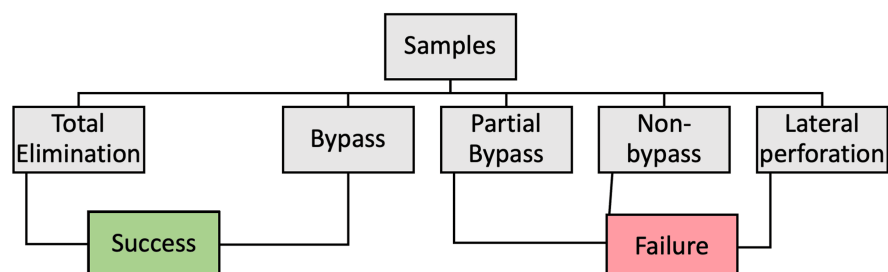 Samples
Total
Elimination
Bypass
Partial
Bypass
Non-
bypass
Lateral
perforation
Success
Failure